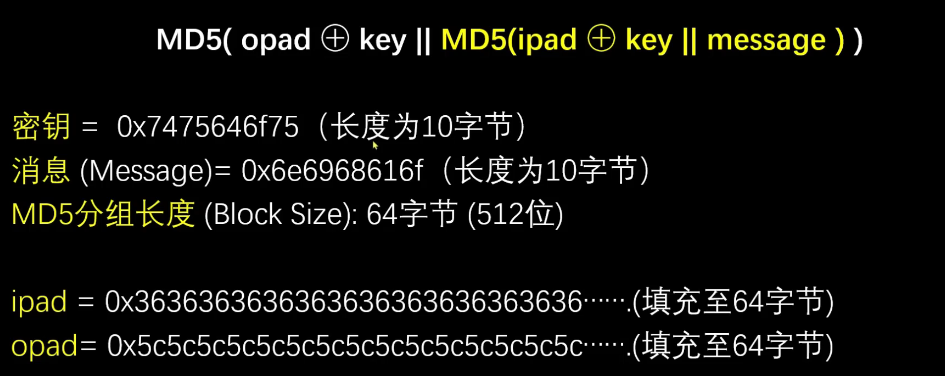 MD5( opad ⊕ key || MD5(ipad ⊕ key || message ) )
密钥 = 0x7475646f75（长度为10字节）
消息 (Message)= 0x6e6968616f（长度为10字节）
MD5分组长度 (Block Size): 64字节 (512位)
ipad = 0x363636363636363636363636363636…….(填充至64字节)
opad= 0x5c5c5c5c5c5c5c5c5c5c5c5c5c5c5c5c…….(填充至64字节)